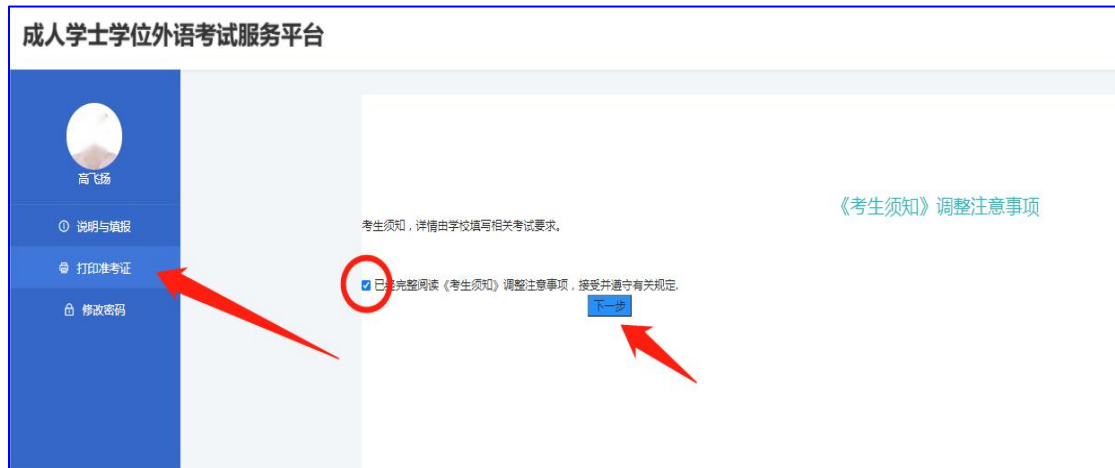 成人学士学位外语考试服务平台
高飞扬
说明与填报
打印准考证
修改密码
《考生须知》调整注意事项
考生须知，详情由学校填写相关考试要求。
已经完整阅读《考生须知》调整注意事项，接受并遵守有关规定.
下一步